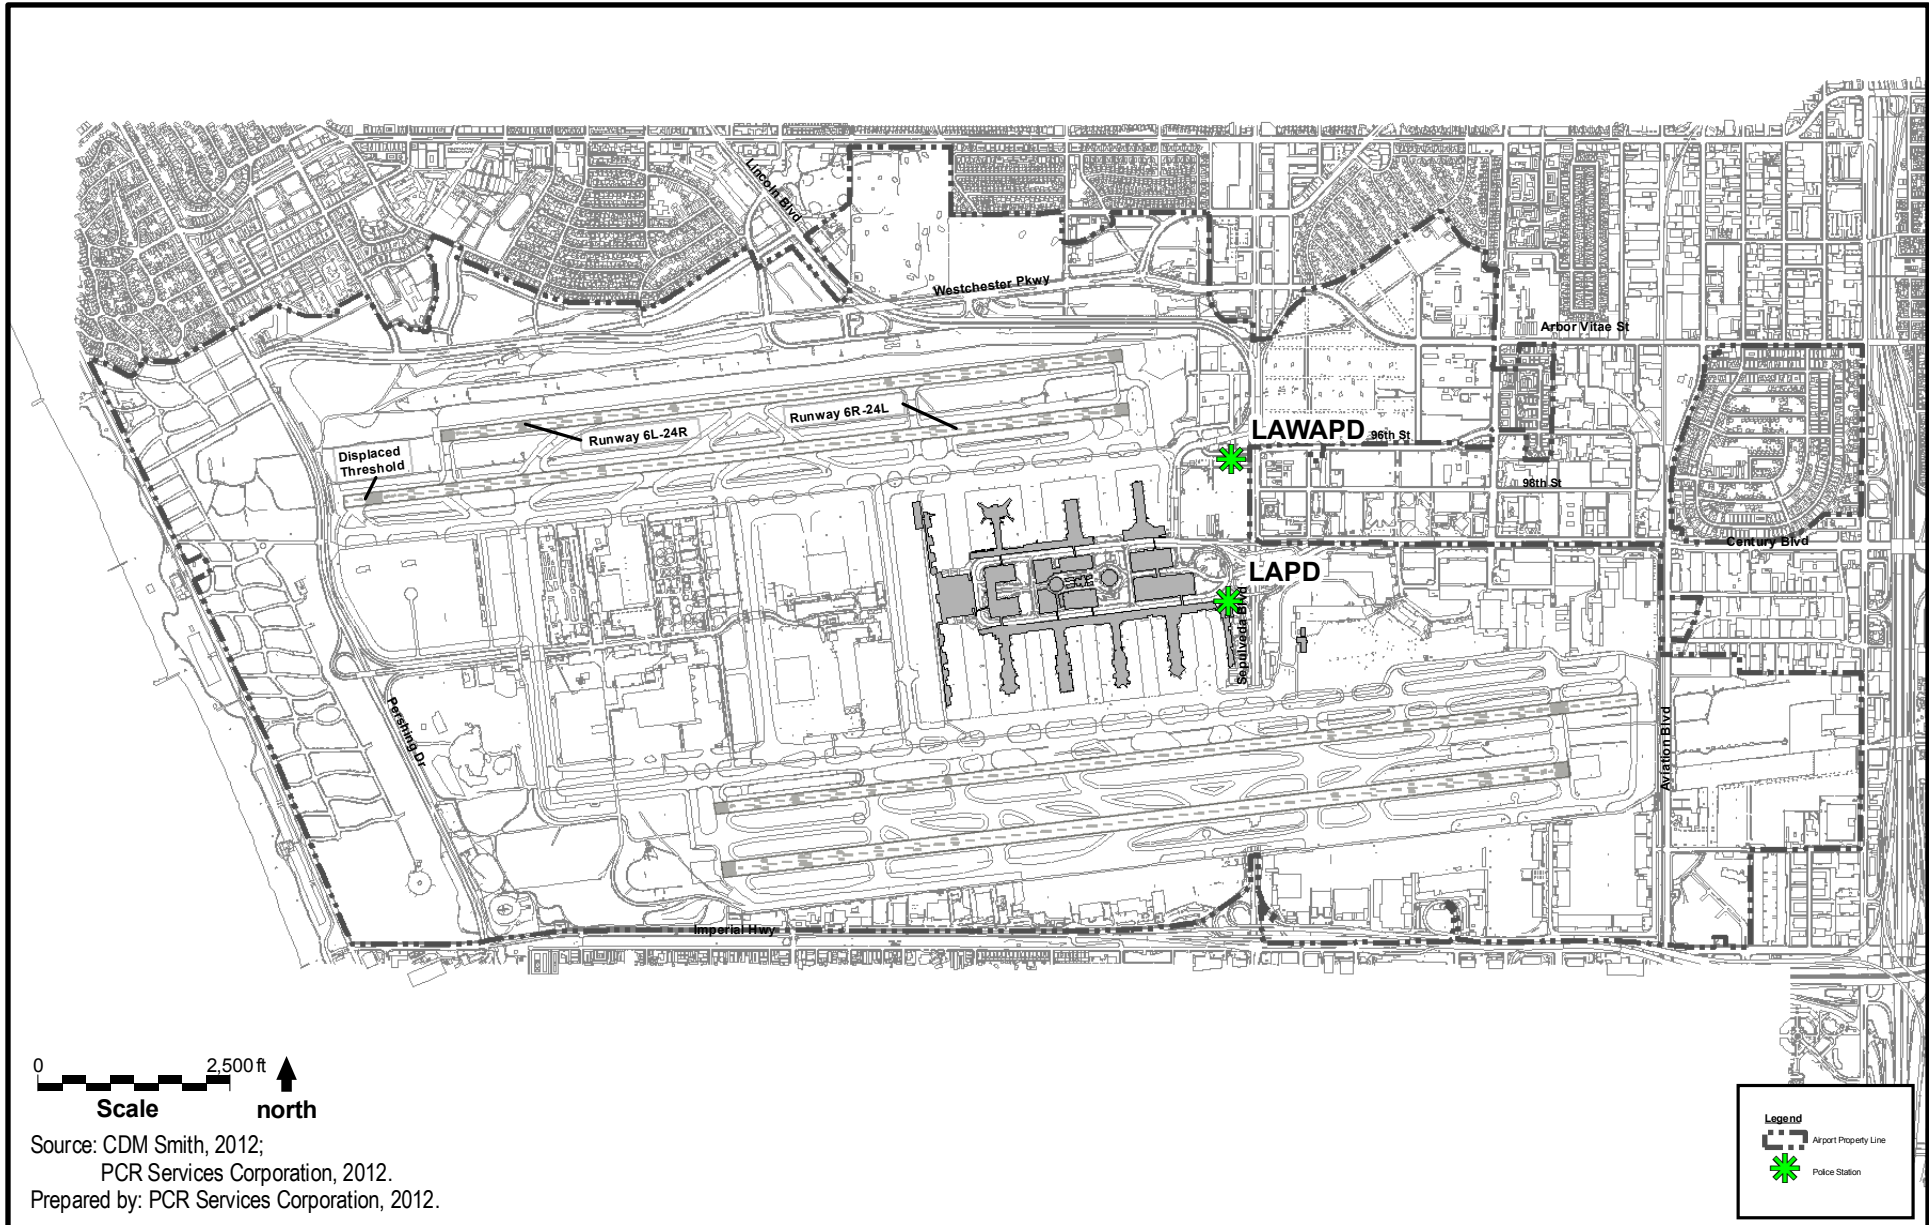 Lincoln Blvd
Westchester Pkwy
Arbor Vitae St
Runway 6R-24L
Runway 6L-24R
Displaced
Threshold
LAWAPD
96th St
98th St
Century Blvd
LAPD
Sepulveda Blvd
Pershing Dr
Aviation Blvd
Imperial Hwy
0 2,500 ft
Scale north
Source: CDM Smith, 2012;
PCR Services Corporation, 2012.
Prepared by: PCR Services Corporation, 2012.
Legend
Airport Property Line
Police Station